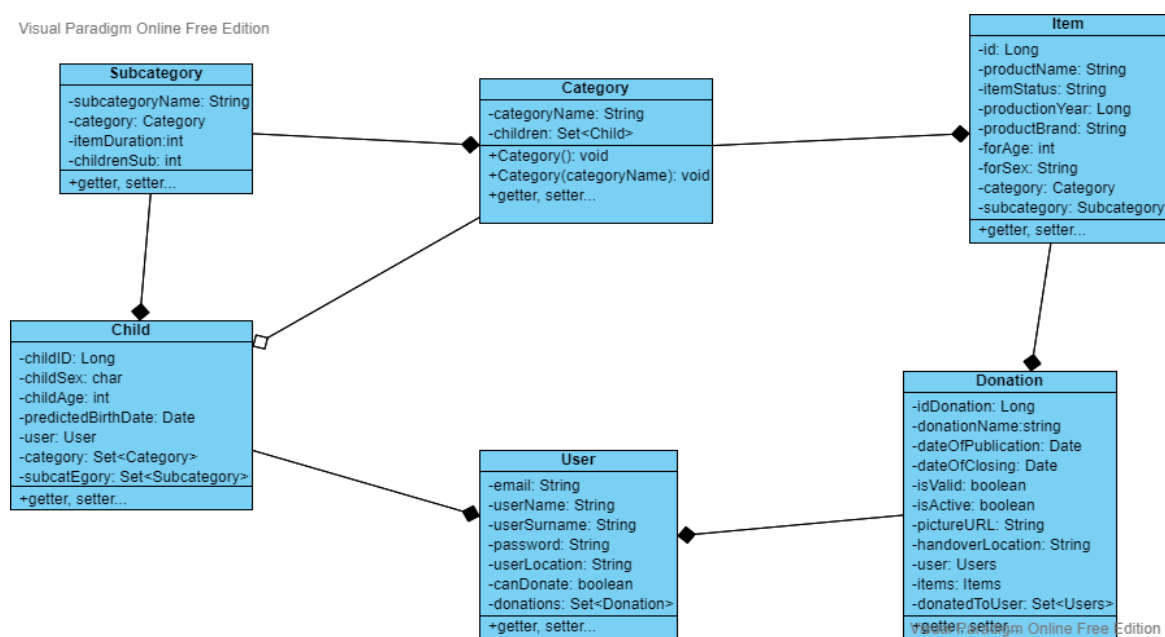 Visual Paradigm Online Free Edition
Subcategory
-subcategoryName: String
-category: Category
-itemDuration:int
-childrenSub: int
+getter, setter...
Category
-categoryName: String
-children: Set<Child>
+Category(): void
+Category(categoryName): void
+getter, setter...
Item
-id: Long
-productName: String
-itemStatus: String
-productionYear: Long
-productBrand: String
-forAge: int
-forSex: String
-category: Category
-subcategory: Subcategory
+getter, setter...
Child
-childID: Long
-childSex: char
-childAge: int
-predictedBirthDate: Date
-user: User
-category: Set<Category>
-subcatEgory: Set<Subcategory>
+getter, setter...
User
-email: String
-userName: String
-userSurname: String
-password: String
-userLocation: String
-canDonate: boolean
-donations: Set<Donation>
+getter, setter...
Donation
-idDonation: Long
-donationName:string
-dateOfPublication: Date
-dateOfClosing: Date
-isValid: boolean
-isActive: boolean
-pictureURL: String
-handoverLocation: String
-user: Users
-items: Items
-donatedToUser: Set<Users>
+getter, setter...
Visual Paradigm Online Free Edition